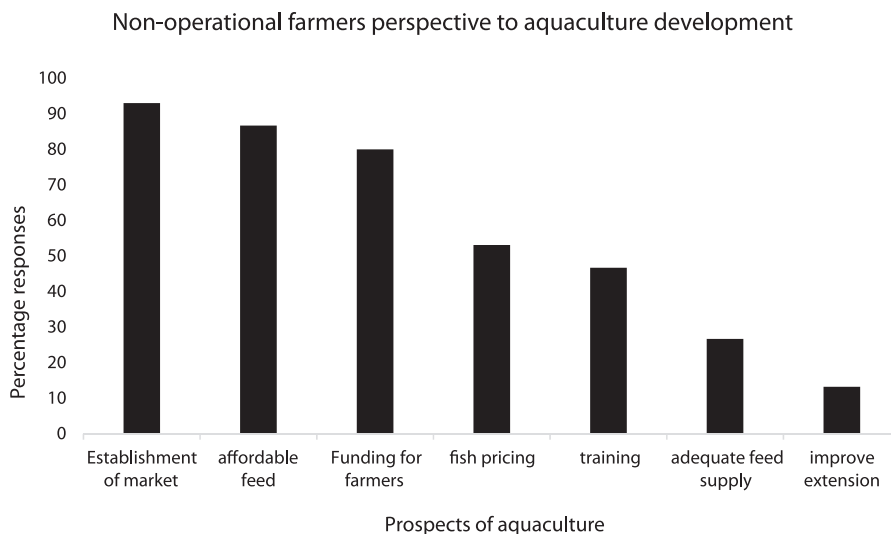 Non-operational farmers perspective to aquaculture development
Percentage responses
100
90
80
70
60
50
40
30
20
10
0
Establishment
of market
affordable
feed
Funding for
farmers
fish pricing
training
adequate feed
supply
improve
extension
Prospects of aquaculture